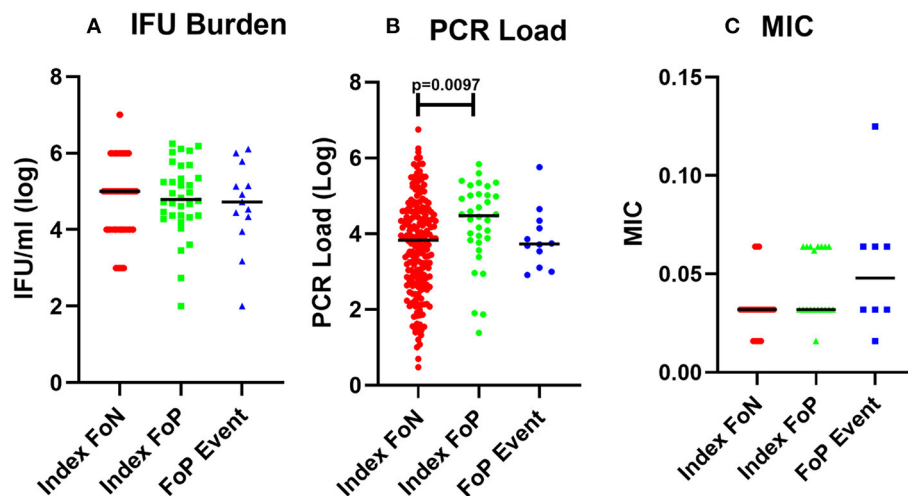 A IFU Burden
8
6
4
2
0
IFU/ml (log)
Index FoN
Index FoP
FoP Event
B PCR Load
p=0.0097
8
6
4
2
0
PCR Load (Log)
Index FoN
Index FoP
FoP Event
C MIC
0.15
0.10
0.05
0.00
MIC
Index FoN
Index FoP
FoP Event